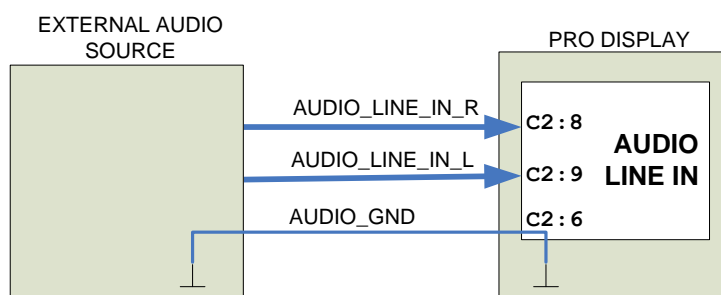 EXTERNAL AUDIO
SOURCE
PRO DISPLAY
AUDIO_LINE_IN_R
C2:8
AUDIO
LINE IN
AUDIO_LINE_IN_L
C2:9
AUDIO_GND
C2:6